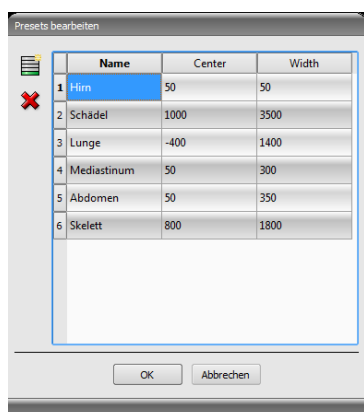 Presets bearbeiten
Name Center Width
1 Hirn 50 50
2 Schädel 1000 3500
3 Lunge -400 1400
4 Mediastinum 50 300
5 Abdomen 50 350
6 Skelett 800 1800
OK Abbrechen